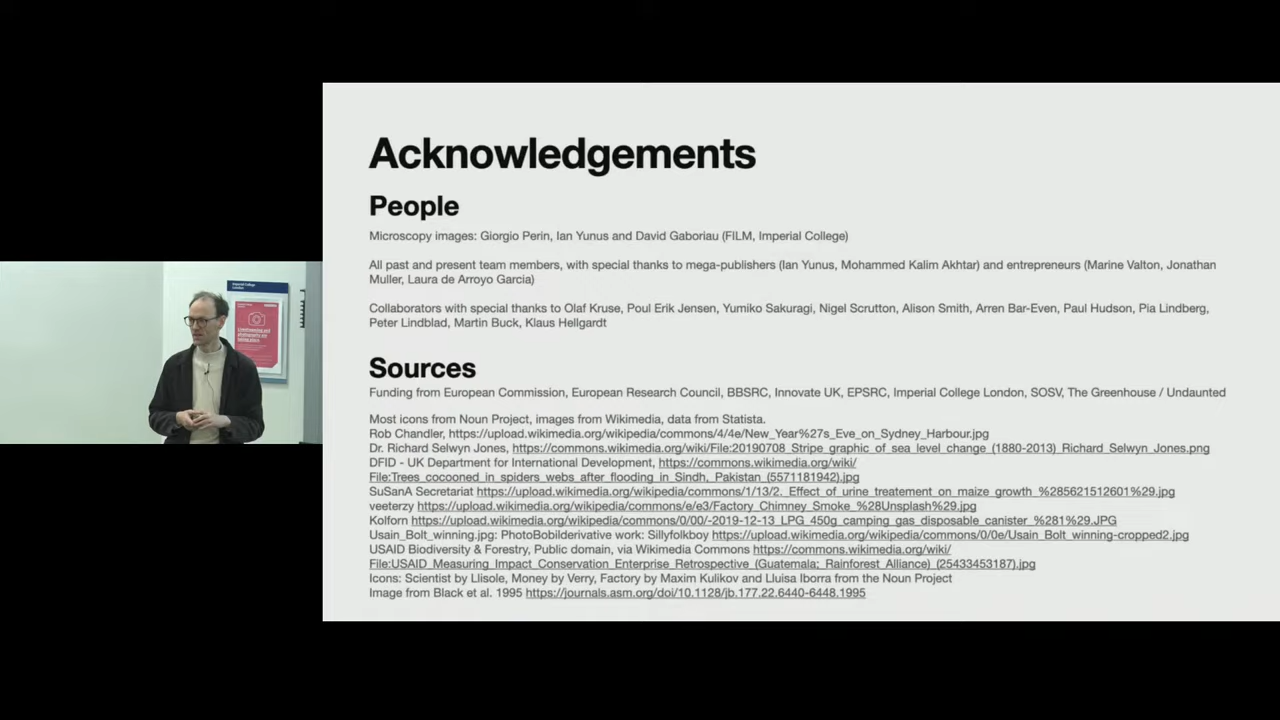 Acknowledgements
People
Microscopy images: Giorgio Perin, Ian Yunus and David Gaboriau (FILM, Imperial College)
All past and present team members, with special thanks to mega-publishers (Ian Yunus, Mohammed Kalim Akhtar) and entrepreneurs (Marine Valton, Jonathan
Muller, Laura de Arroyo Garcia)
Collaborators with special thanks to Olaf Kruse, Poul Erik Jensen, Yumiko Sakuragi, Nigel Scrutton, Alison Smith, Arren Bar-Even, Paul Hudson, Pia Lindberg,
Peter Lindblad, Martin Buck, Klaus Hellgardt
Sources
Funding from European Commission, European Research Council, BBSRC, Innovate UK, EPSRC, Imperial College London, SOSV, The Greenhouse / Undaunted
Most icons from Noun Project, images from Wikimedia, data from Statista.
Rob Chandler, https://upload.wikimedia.org/wikipedia/commons/4/4e/New_Year%27s_Eve_on_Sydney_Harbour.jpg
Dr. Richard Selwyn Jones, https://commons.wikimedia.org/wiki/File:20190708_Stripe_graphic_of_sea_level_change_(1880-2013)_Richard_Selwyn_Jones.png
DFID - UK Department for International Development, https://commons.wikimedia.org/wiki/
File:Trees_cocooned_in_spiders_webs_after_flooding_in_Sindh,_Pakistan_(5571181942).jpg
SuSanA Secretariat https://upload.wikimedia.org/wikipedia/commons/1/13/2._Effect_of_urine_treatement_on_maize_growth_%285621512601%29.jpg
veeterzy https://upload.wikimedia.org/wikipedia/commons/e/e3/Factory_Chimney_Smoke_%28Unsplash%29.jpg
Kolforn https://upload.wikimedia.org/wikipedia/commons/0/00/-2019-12-13_LPG_450g_camping_gas_disposable_canister_%281%29.JPG
Usain_Bolt_winning.jpg: PhotoBobilderivative work: Sillyfolkboy https://upload.wikimedia.org/wikipedia/commons/0/0e/Usain_Bolt_winning-cropped2.jpg
USAID Biodiversity & Forestry, Public domain, via Wikimedia Commons https://commons.wikimedia.org/wiki/
File:USAID_Measuring_Impact_Conservation_Enterprise_Retrospective_(Guatemala;_Rainforest_Alliance)_(25433453187).jpg
Icons: Scientist by Llisole, Money by Verry, Factory by Maxim Kulikov and Lluisa Iborra from the Noun Project
Image from Black et al. 1995 https://journals.asm.org/doi/10.1128/jb.177.22.6440-6448.1995
Imperial College
London